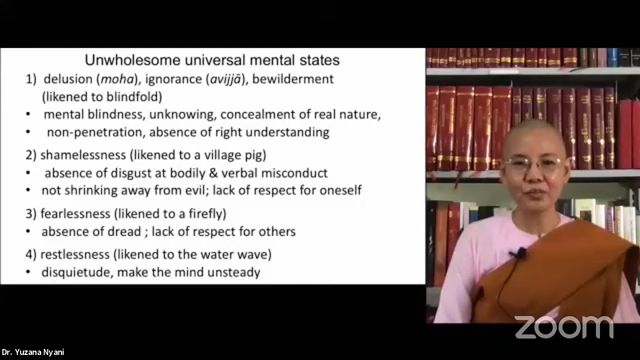 Unwholesome universal mental states
1) delusion (moha), ignorance (avijjā), bewilderment
(likened to blindfold)
• mental blindness, unknowing, concealment of real nature,
• non-penetration, absence of right understanding
2) shamelessness (likened to a village pig)
• absence of disgust at bodily & verbal misconduct
• not shrinking away from evil; lack of respect for oneself
3) fearlessness (likened to a firefly)
• absence of dread ; lack of respect for others
4) restlessness (likened to the water wave)
• disquietude, make the mind unsteady
zoom
Dr. Yuzana Nyani